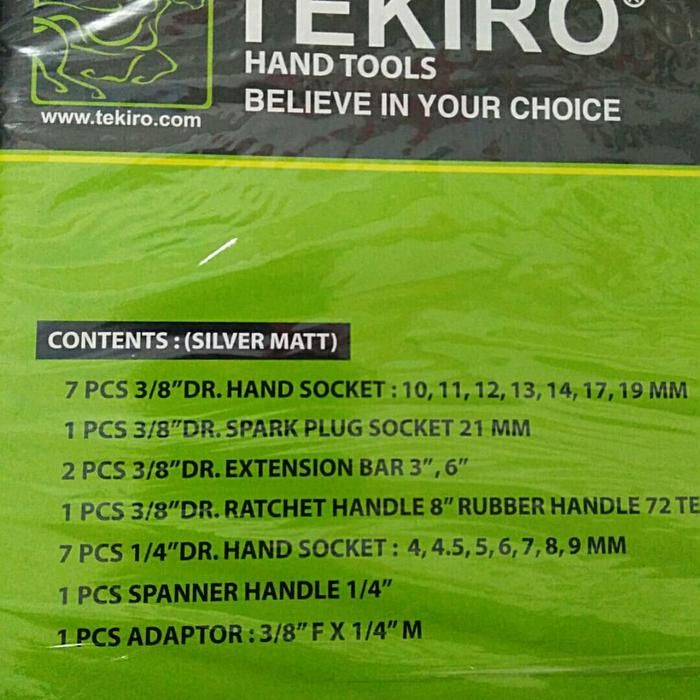 TEKIRO®
HAND TOOLS
BELIEVE IN YOUR CHOICE
www.tekiro.com
CONTENTS : (SILVER MATT)
7 PCS 3/8"DR. HAND SOCKET : 10, 11, 12, 13, 14, 17, 19 MM
1 PCS 3/8"DR. SPARK PLUG SOCKET 21 MM
2 PCS 3/8"DR. EXTENSION BAR 3", 6"
1 PCS 3/8"DR. RATCHET HANDLE 8" RUBBER HANDLE 72 TE
7 PCS 1/4"DR. HAND SOCKET : 4, 4.5, 5, 6, 7, 8, 9 MM
1 PCS SPANNER HANDLE 1/4"
1 PCS ADAPTOR : 3/8" F X 1/4" M